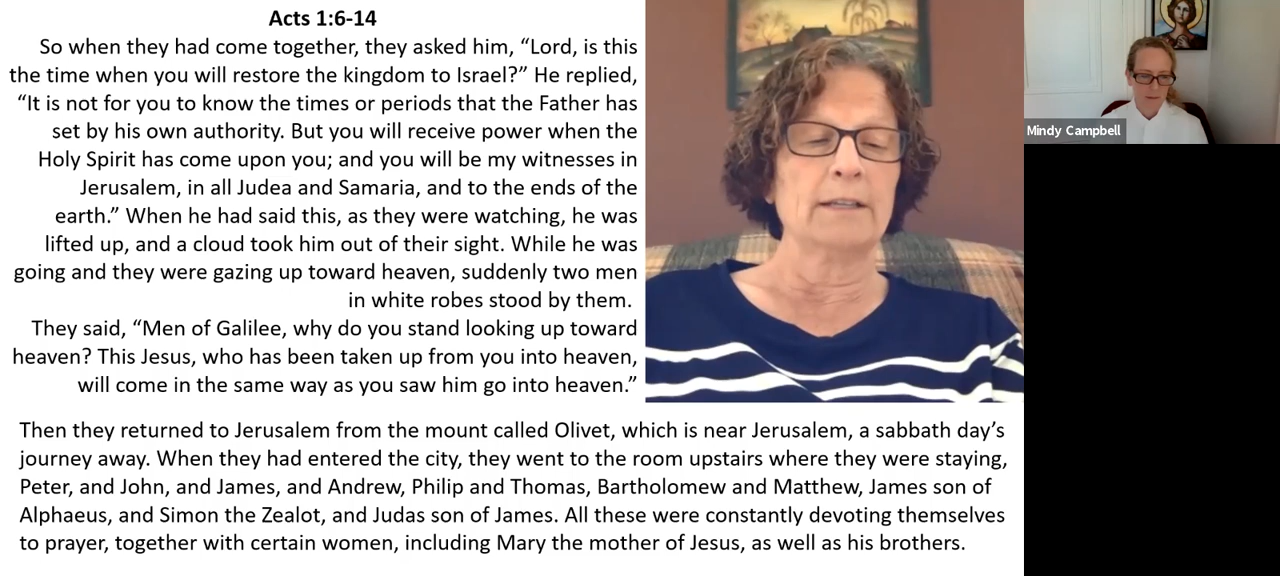 Acts 1:6-14
So when they had come together, they asked him, “Lord, is this
the time when you will restore the kingdom to Israel?” He replied,
“It is not for you to know the times or periods that the Father has
set by his own authority. But you will receive power when the
Holy Spirit has come upon you; and you will be my witnesses in
Jerusalem, in all Judea and Samaria, and to the ends of the
earth.” When he had said this, as they were watching, he was
lifted up, and a cloud took him out of their sight. While he was
going and they were gazing up toward heaven, suddenly two men
in white robes stood by them.
They said, “Men of Galilee, why do you stand looking up toward
heaven? This Jesus, who has been taken up from you into heaven,
will come in the same way as you saw him go into heaven.”
Then they returned to Jerusalem from the mount called Olivet, which is near Jerusalem, a sabbath day’s
journey away. When they had entered the city, they went to the room upstairs where they were staying,
Peter, and John, and James, and Andrew, Philip and Thomas, Bartholomew and Matthew, James son of
Alphaeus, and Simon the Zealot, and Judas son of James. All these were constantly devoting themselves
to prayer, together with certain women, including Mary the mother of Jesus, as well as his brothers.
Mindy Campbell